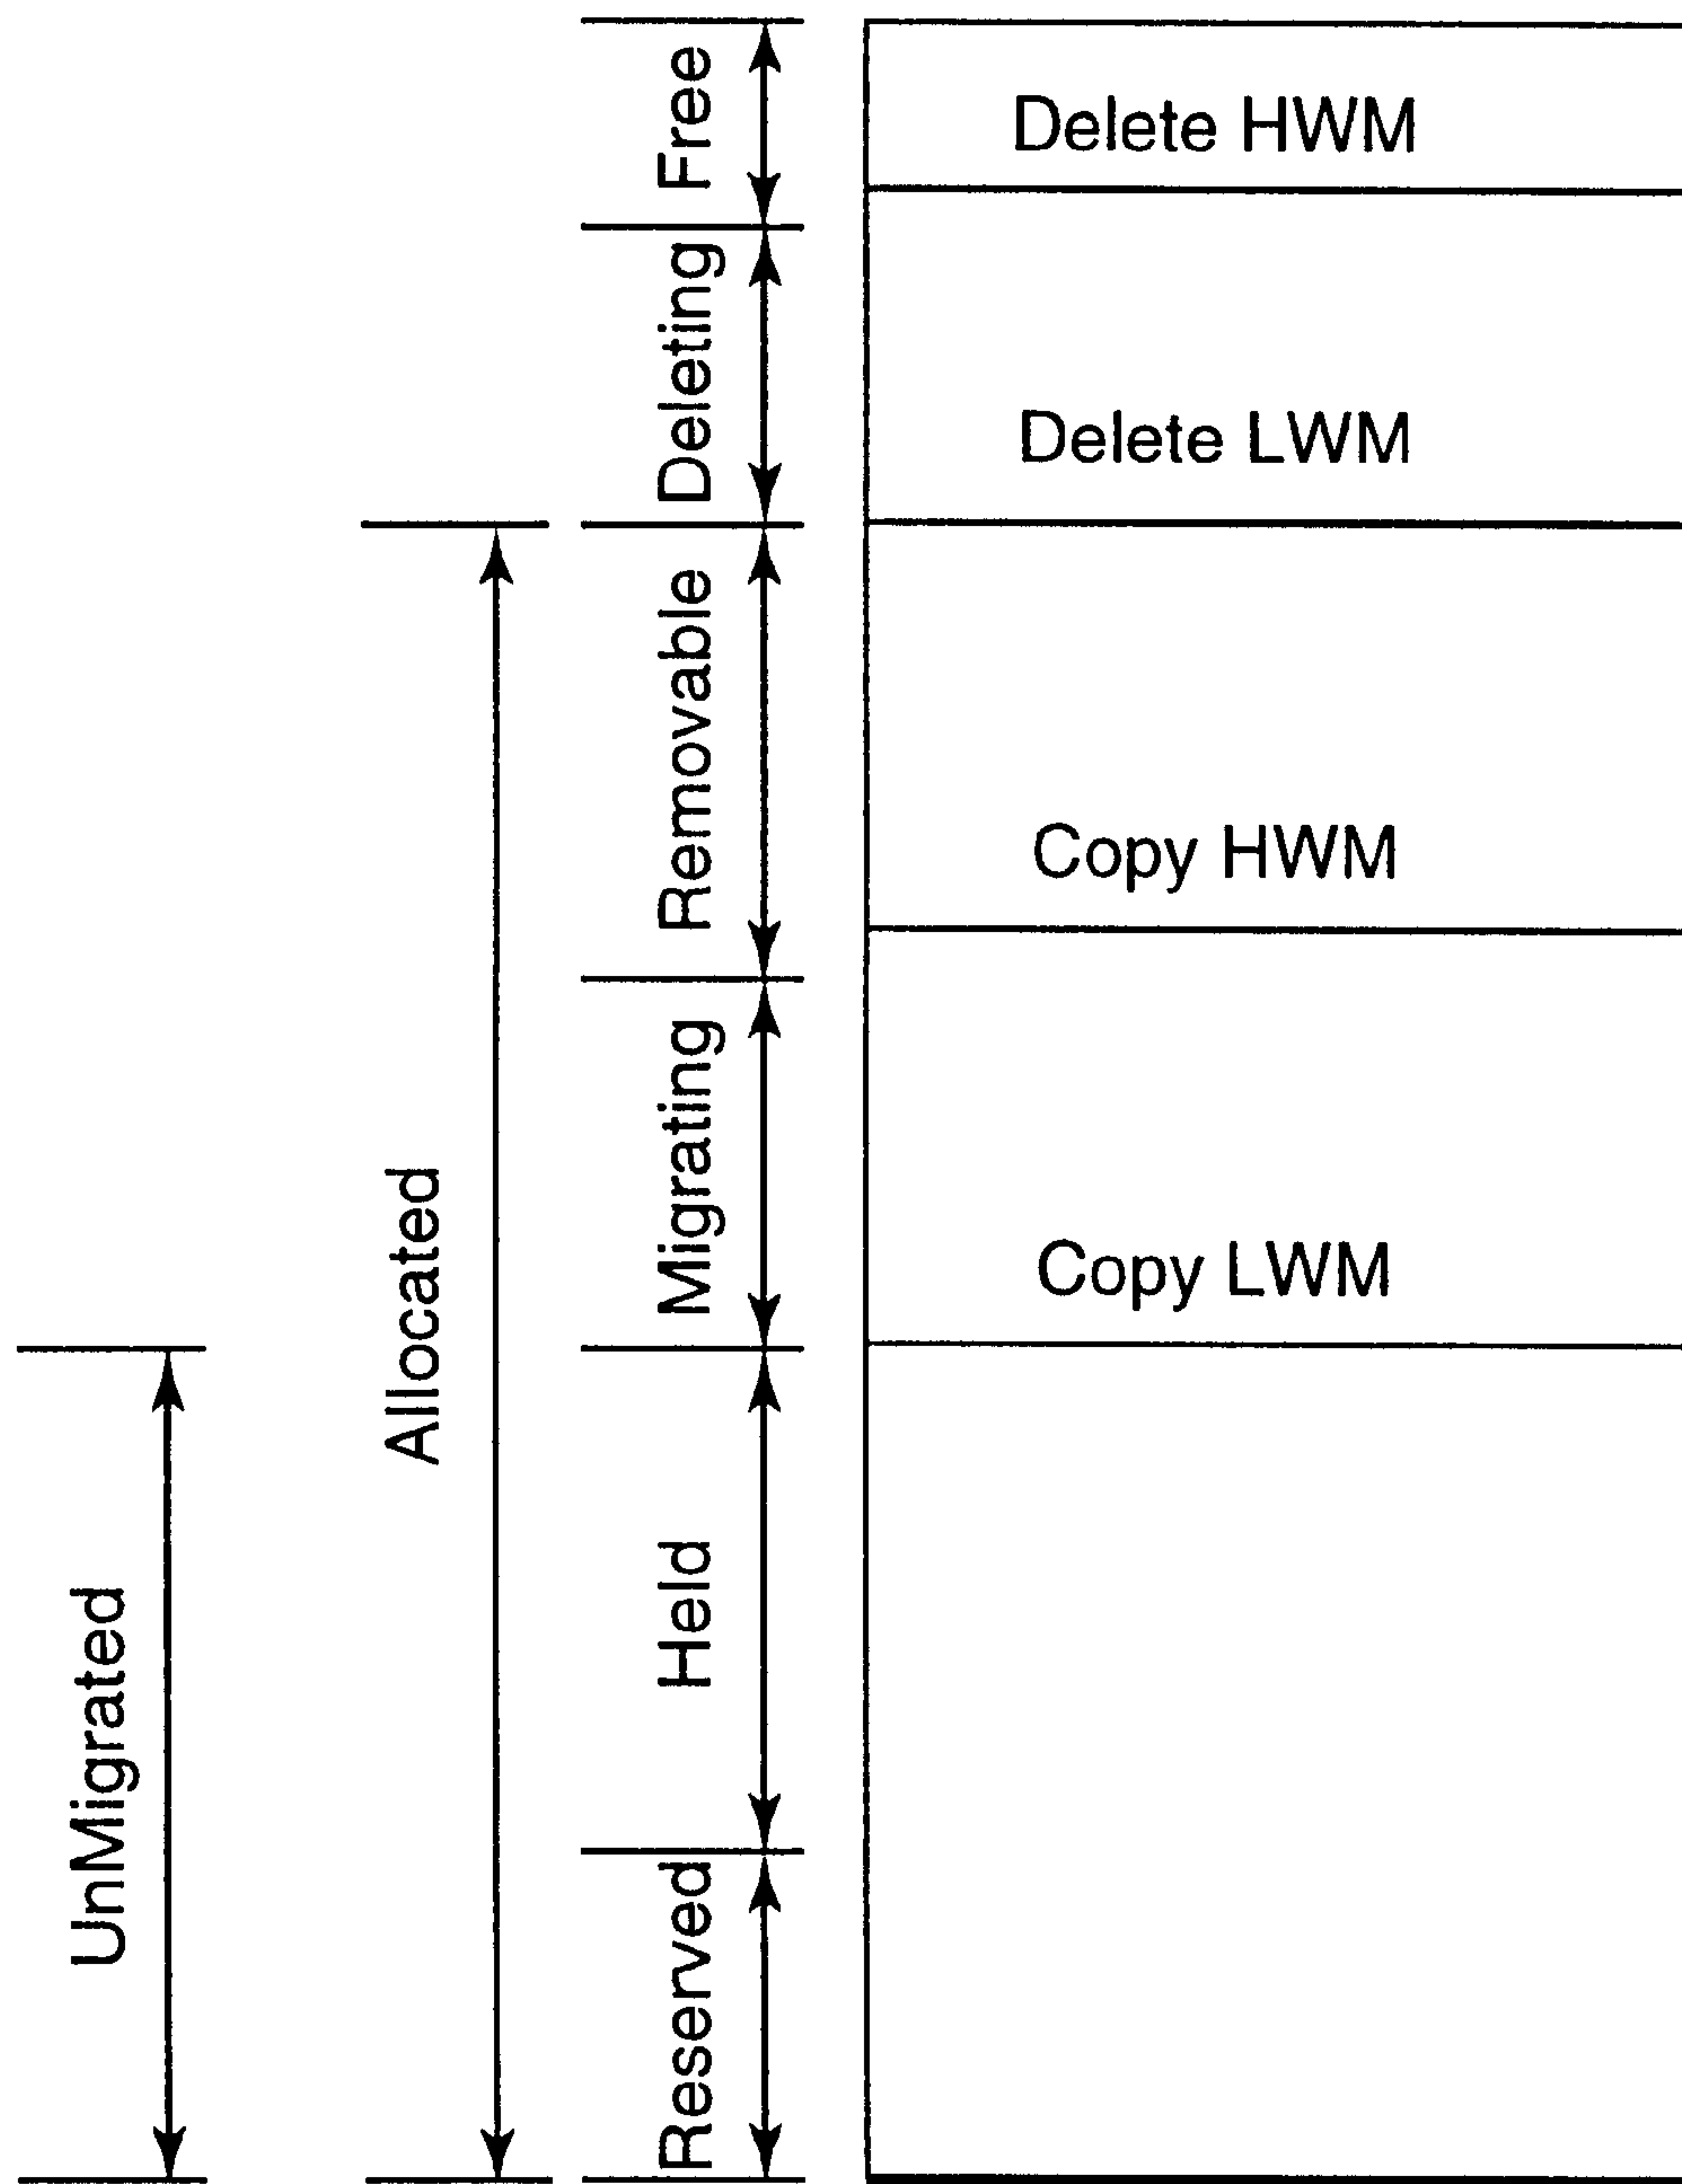 Free
Delete HWM
Deleting
Delete LWM
Removable
Copy HWM
Migrating
Copy LWM
Allocated
Held
UnMigrated
Reserved